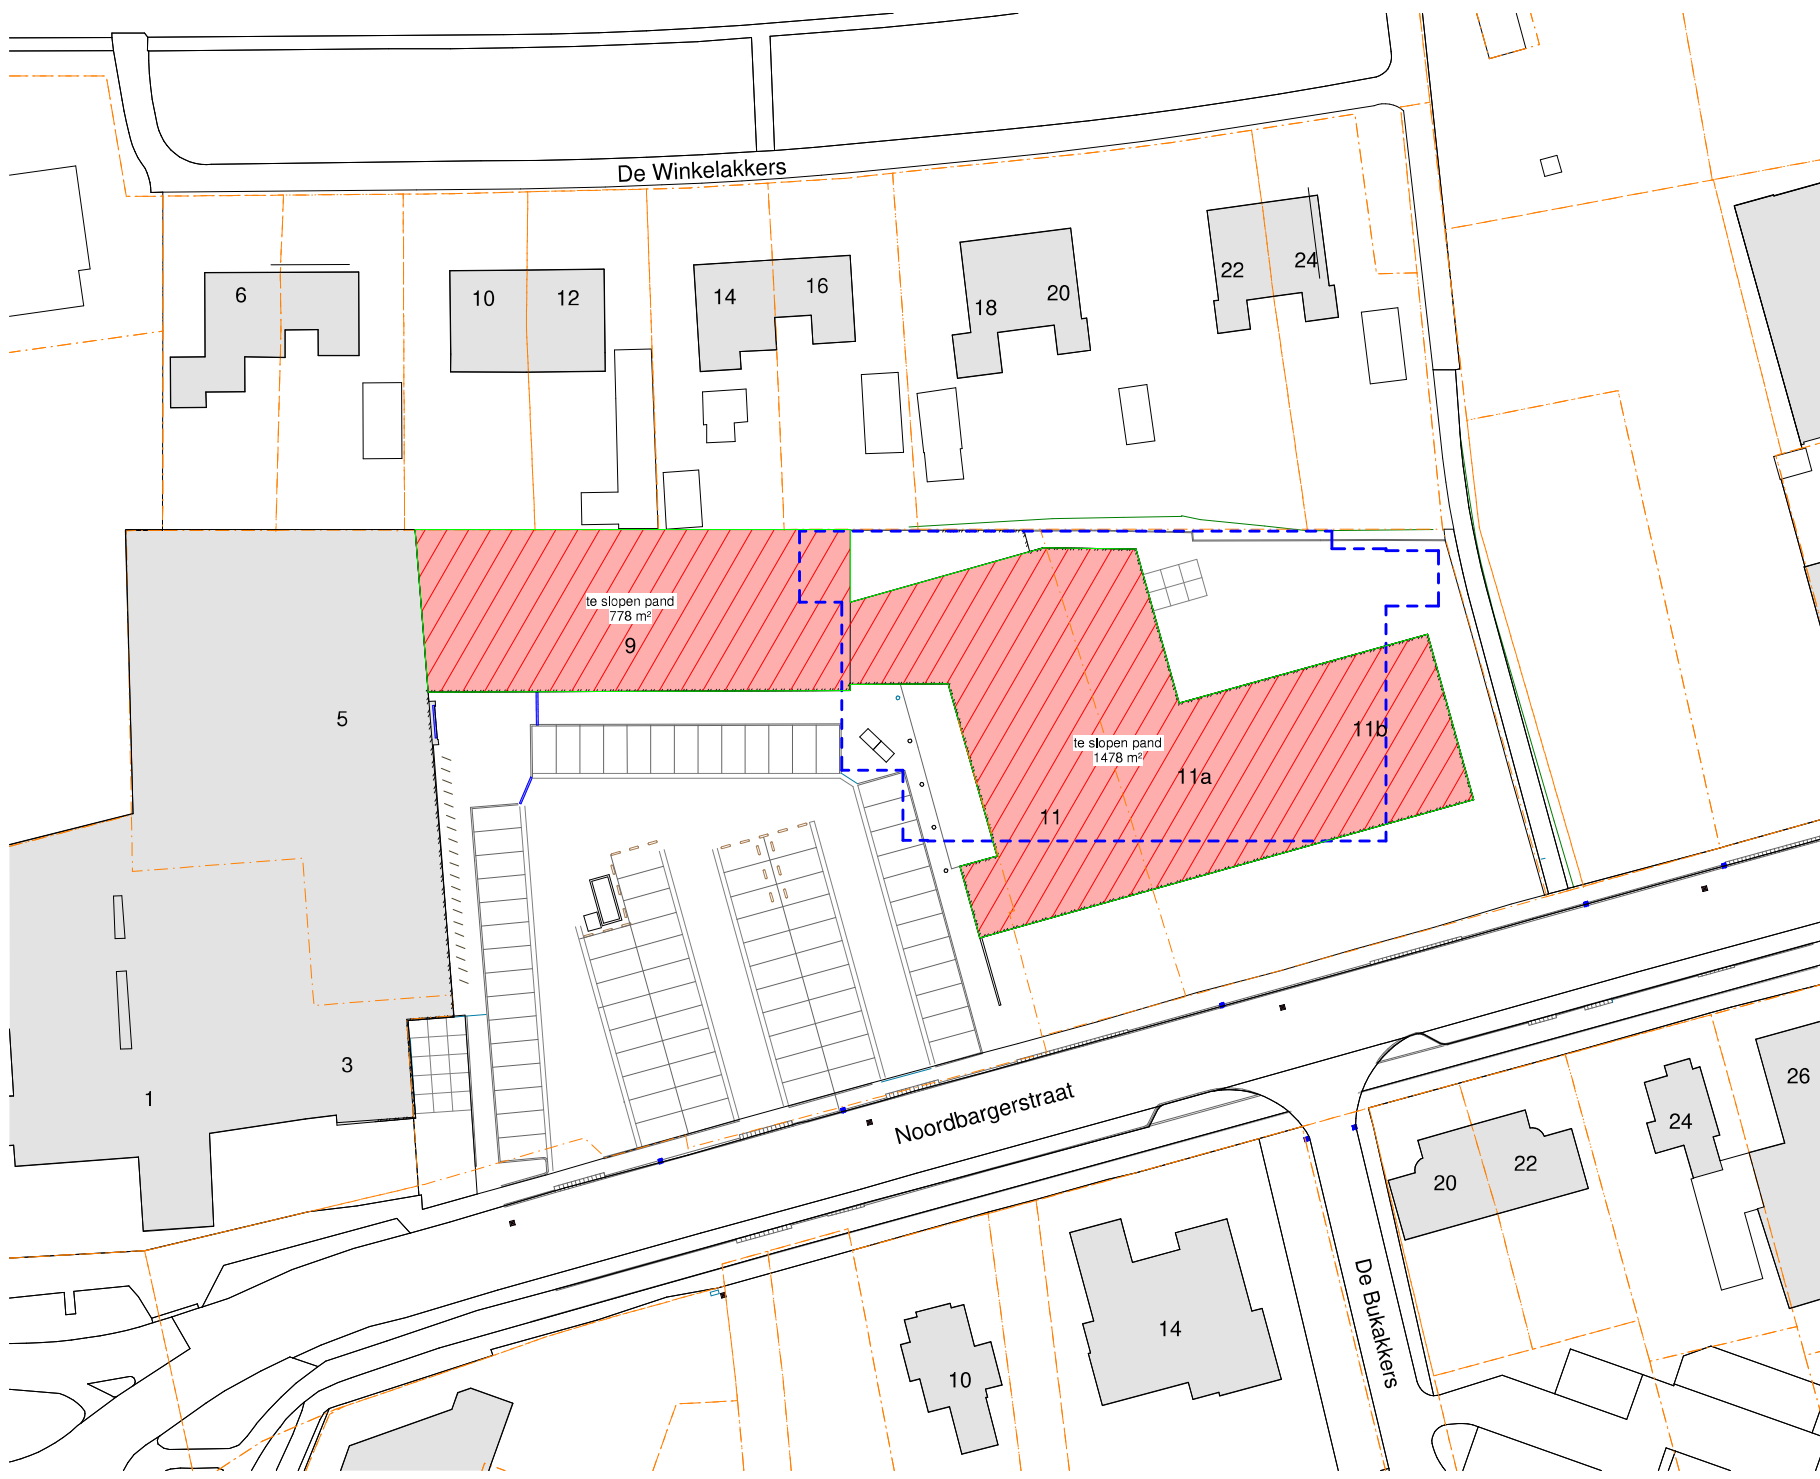 De Winkelakkers
6
10
12
14
16
18
20
22
24
te slopen pand
778 m²
9
5
te slopen pand
1478 m²
11b
11a
11
3
1
Noordbargerstraat
26
24
22
20
14
10
De Bukakkers